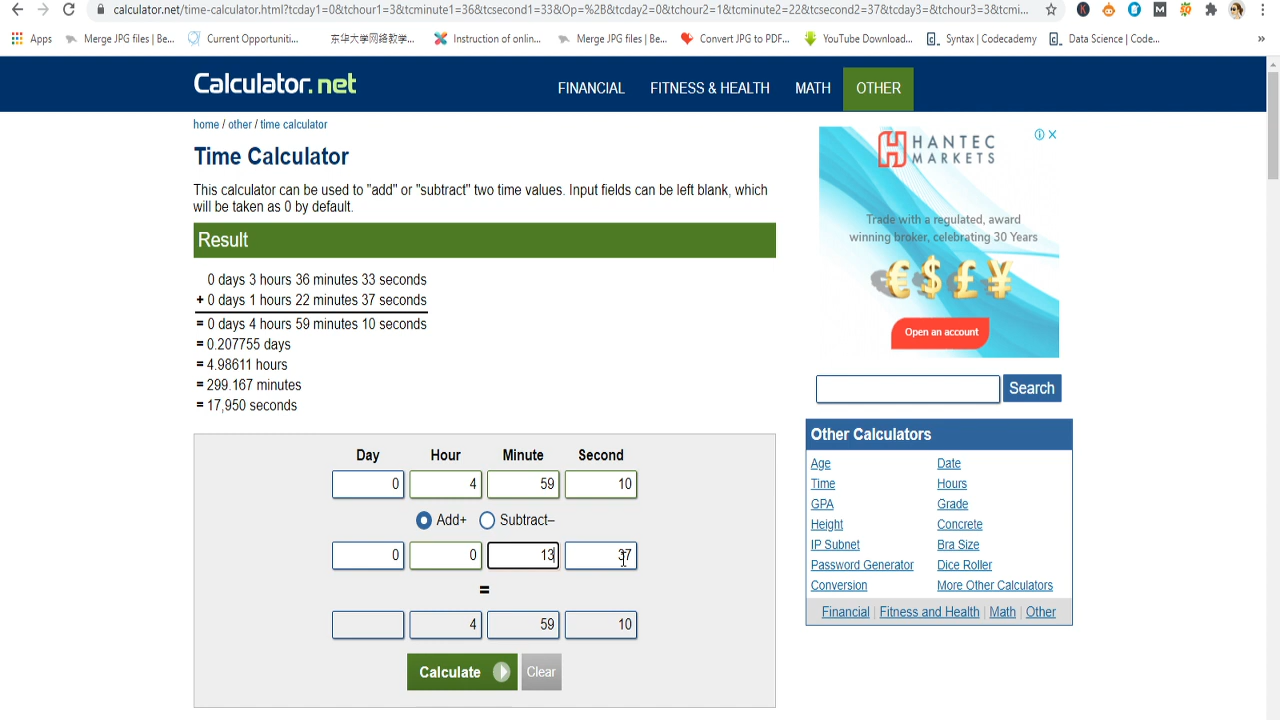 calculator.net/time-calculator.html?tcday1=0&tchour1=3&tcminute1=36&tcsecond1=33&Op=%2B&tcday2=0&tchour2=1&tcminute2=22&tcsecond2=37&tcday3=&tchour3=3&tcmi...
Apps Merge JPG files | Be... Current Opportuniti... 东华大学网络教学... Instruction of onlin... Merge JPG files | Be... Convert JPG to PDF... YouTube Download... Syntax | Codecademy Data Science | Code... »
Calculator.net FINANCIAL FITNESS & HEALTH MATH OTHER
home / other / time calculator
Time Calculator
This calculator can be used to "add" or "subtract" two time values. Input fields can be left blank, which
will be taken as 0 by default.
Result
0 days 3 hours 36 minutes 33 seconds
+ 0 days 1 hours 22 minutes 37 seconds
= 0 days 4 hours 59 minutes 10 seconds
= 0.207755 days
= 4.98611 hours
= 299.167 minutes
= 17,950 seconds
Day Hour Minute Second
0 4 59 10
Add+ Subtract–
0 0 13 37
=
4 59 10
Calculate Clear
HANTEC
MARKETS
Trade with a regulated, award
winning broker, celebrating 30 Years
€ $ £ ¥
Open an account
Search
Other Calculators
Age Date
Time Hours
GPA Grade
Height Concrete
IP Subnet Bra Size
Password Generator Dice Roller
Conversion More Other Calculators
Financial | Fitness and Health | Math | Other